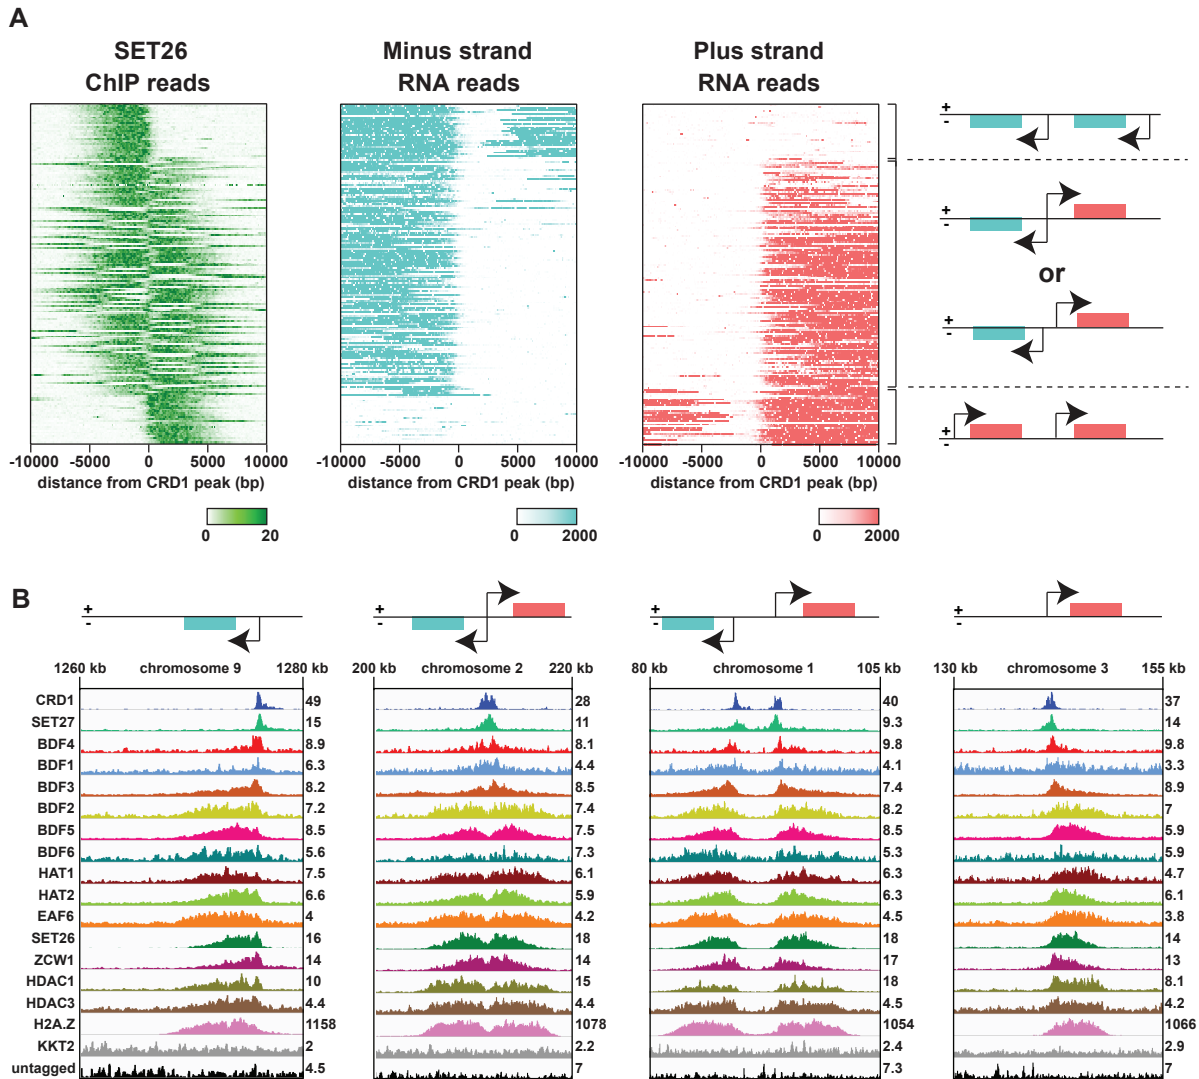 A
SET26
ChIP reads
Minus strand
RNA reads
Plus strand
RNA reads
+
-
+
-
or
+
-
+
-
-10000 -5000 0 5000 10000
distance from CRD1 peak (bp)
-10000 -5000 0 5000 10000
distance from CRD1 peak (bp)
-10000 -5000 0 5000 10000
distance from CRD1 peak (bp)
0 20
0 2000
0 2000
B
+
-
+
-
+
-
+
-
1260 kb chromosome 9 1280 kb
200 kb chromosome 2 220 kb
80 kb chromosome 1 105 kb
130 kb chromosome 3 155 kb
CRD1 49 28 40 37
SET27 15 11 9.3 14
BDF4 8.9 8.1 9.8 9.8
BDF1 6.3 4.4 4.1 3.3
BDF3 8.2 8.5 7.4 8.9
BDF2 7.2 7.4 8.2 7
BDF5 8.5 7.5 8.5 5.9
BDF6 5.6 7.3 5.3 5.9
HAT1 7.5 6.1 6.3 4.7
HAT2 6.6 5.9 6.3 6.1
EAF6 4 4.2 4.5 3.8
SET26 16 18 18 14
ZCW1 14 14 17 13
HDAC1 10 15 18 8.1
HDAC3 4.4 4.4 4.5 4.2
H2A.Z 1158 1078 1054 1066
KKT2 2 2.2 2.4 2.9
untagged 4.5 7 7.3 7